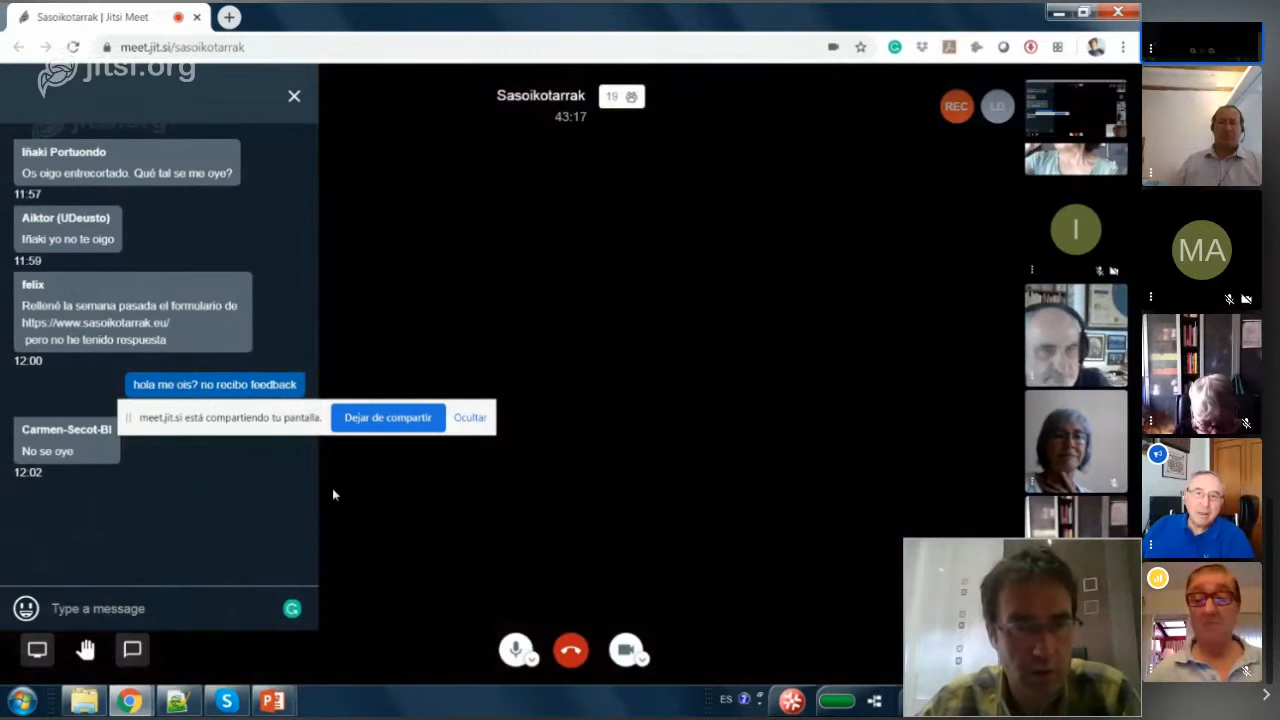 Sasoikotarrak | Jitsi Meet
meet.jit.si/sasoikotarrak
jitsi.org
Sasoikotarrak
19
43:17
REC
LD
Iñaki Portuondo
Os oigo entrecortado. Qué tal se me oye?
11:57
Aiktor (UDeusto)
Iñaki yo no te oigo
11:59
felix
Rellené la semana pasada el formulario de
https://www.sasoikotarrak.eu/
pero no he tenido respuesta
12:00
hola me ois? no recibo feedback
meet.jit.si está compartiendo tu pantalla.
Dejar de compartir
Ocultar
Carmen-Secot-BI
No se oye
12:02
Type a message
I
MA
ES